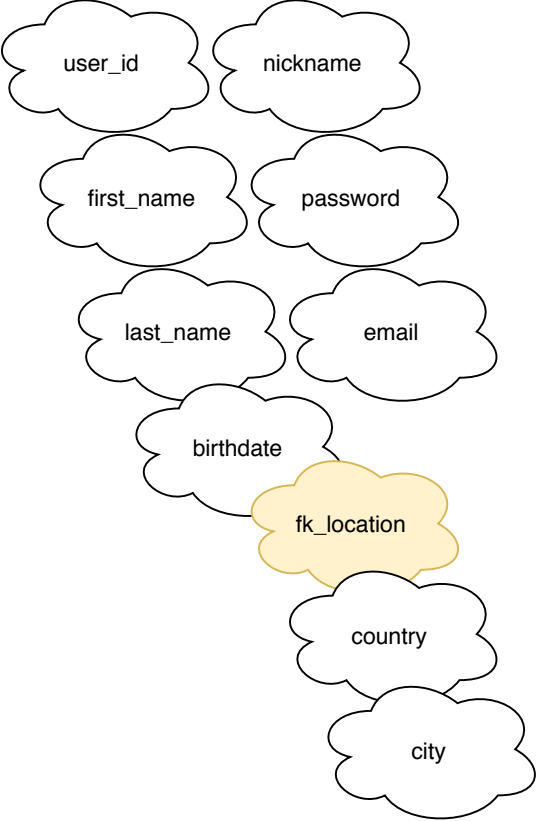 user_id
nickname
first_name
password
last_name
email
birthdate
fk_location
country
city